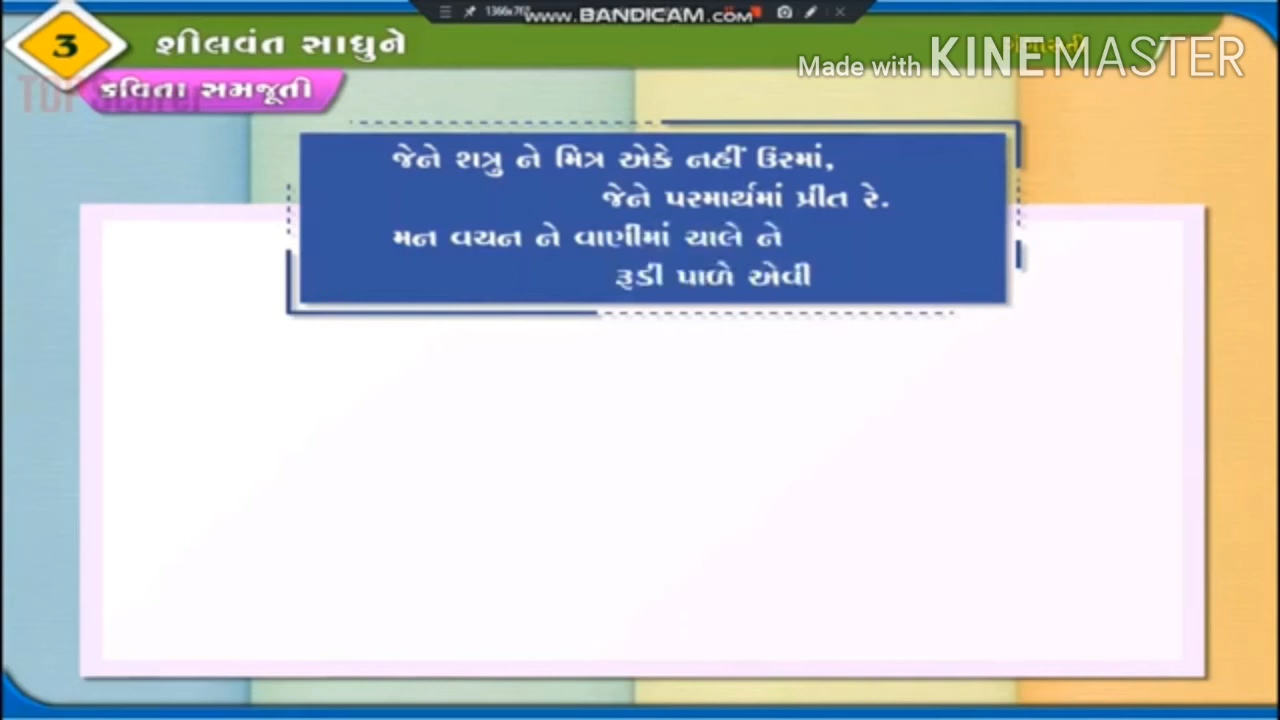 1366x768
www.BANDICAM.com
3 શીલવંત સાધુને
Made with KINEMASTER
કવિતા સમજૂતી
જેને શત્રુ ને મિત્ર એકે નહીં ઉરમાં,
જેને પરમાર્થમાં પ્રીત રે.
મન વચન ને વાણીમાં ચાલે ને
રૂડી પાળે એવી